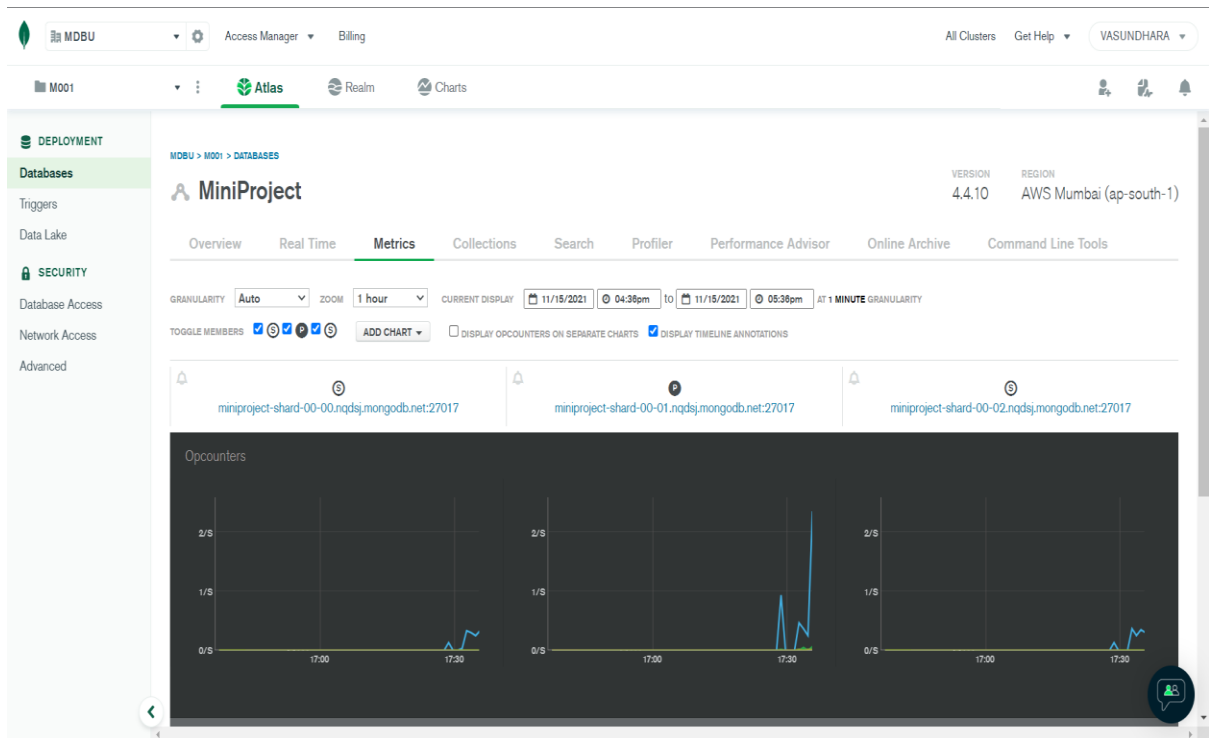 MDBU Access Manager Billing All Clusters Get Help VASUNDHARA
M001 Atlas Realm Charts
DEPLOYMENT
Databases
Triggers
Data Lake
SECURITY
Database Access
Network Access
Advanced
MDBU > M001 > DATABASES
MiniProject
VERSION REGION
4.4.10 AWS Mumbai (ap-south-1)
Overview Real Time Metrics Collections Search Profiler Performance Advisor Online Archive Command Line Tools
GRANULARITY Auto ZOOM 1 hour CURRENT DISPLAY 11/15/2021 04:36pm to 11/15/2021 05:36pm AT 1 MINUTE GRANULARITY
TOGGLE MEMBERS S P S ADD CHART DISPLAY OPCOUNTERS ON SEPARATE CHARTS DISPLAY TIMELINE ANNOTATIONS
S P S
miniproject-shard-00-00.nqdsj.mongodb.net:27017 miniproject-shard-00-01.nqdsj.mongodb.net:27017 miniproject-shard-00-02.nqdsj.mongodb.net:27017
Opcounters
2/S 2/S 2/S
1/S 1/S 1/S
0/S 0/S 0/S
17:00 17:30 17:00 17:30 17:00 17:30